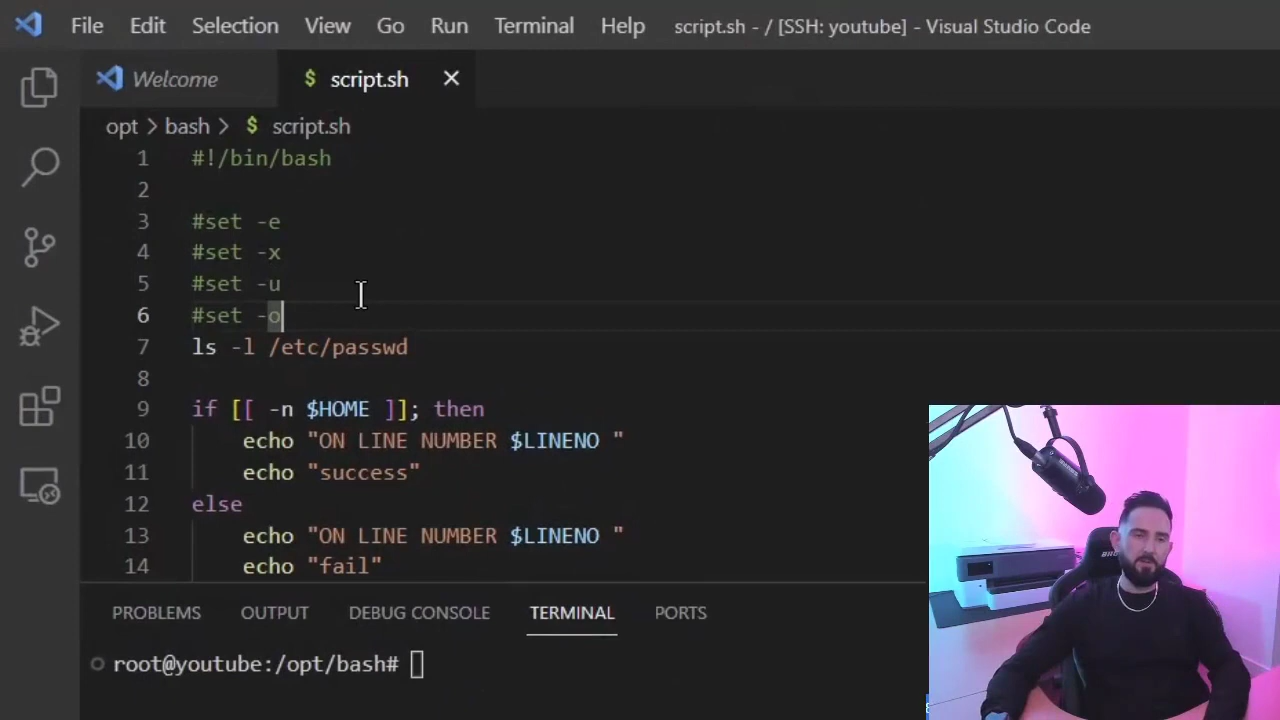 File Edit Selection View Go Run Terminal Help script.sh - / [SSH: youtube] - Visual Studio Code
Welcome $ script.sh
opt > bash > $ script.sh
1 #!/bin/bash
2
3 #set -e
4 #set -x
5 #set -u
6 #set -o
7 ls -l /etc/passwd
8
9 if [[ -n $HOME ]]; then
10 echo "ON LINE NUMBER $LINENO "
11 echo "success"
12 else
13 echo "ON LINE NUMBER $LINENO "
14 echo "fail"
PROBLEMS OUTPUT DEBUG CONSOLE TERMINAL PORTS
root@youtube:/opt/bash#